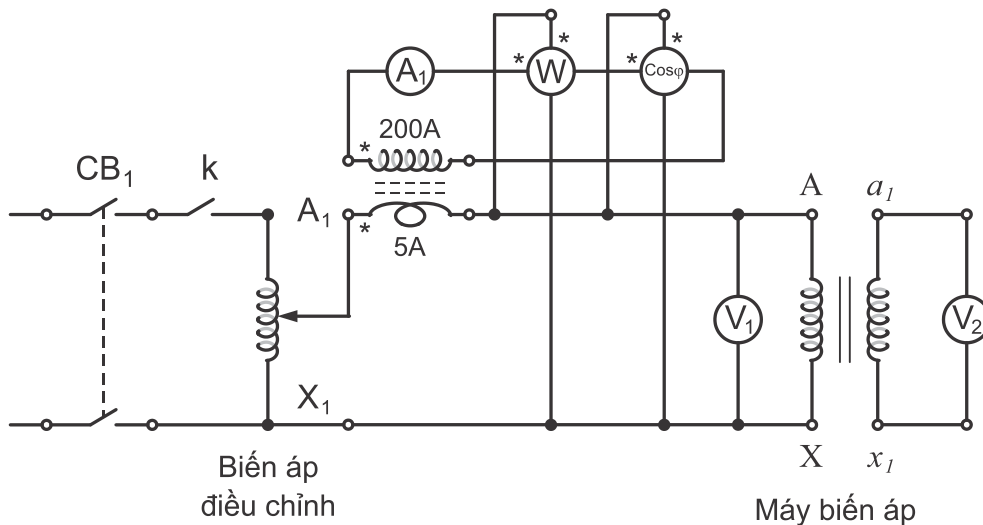 *
*
*
*
A₁
W
Cosφ
200A
*
CB₁
k
A
a₁
A₁
*
5A
V₁
V₂
X₁
X
x₁
Biến áp
điều chỉnh
Máy biến áp